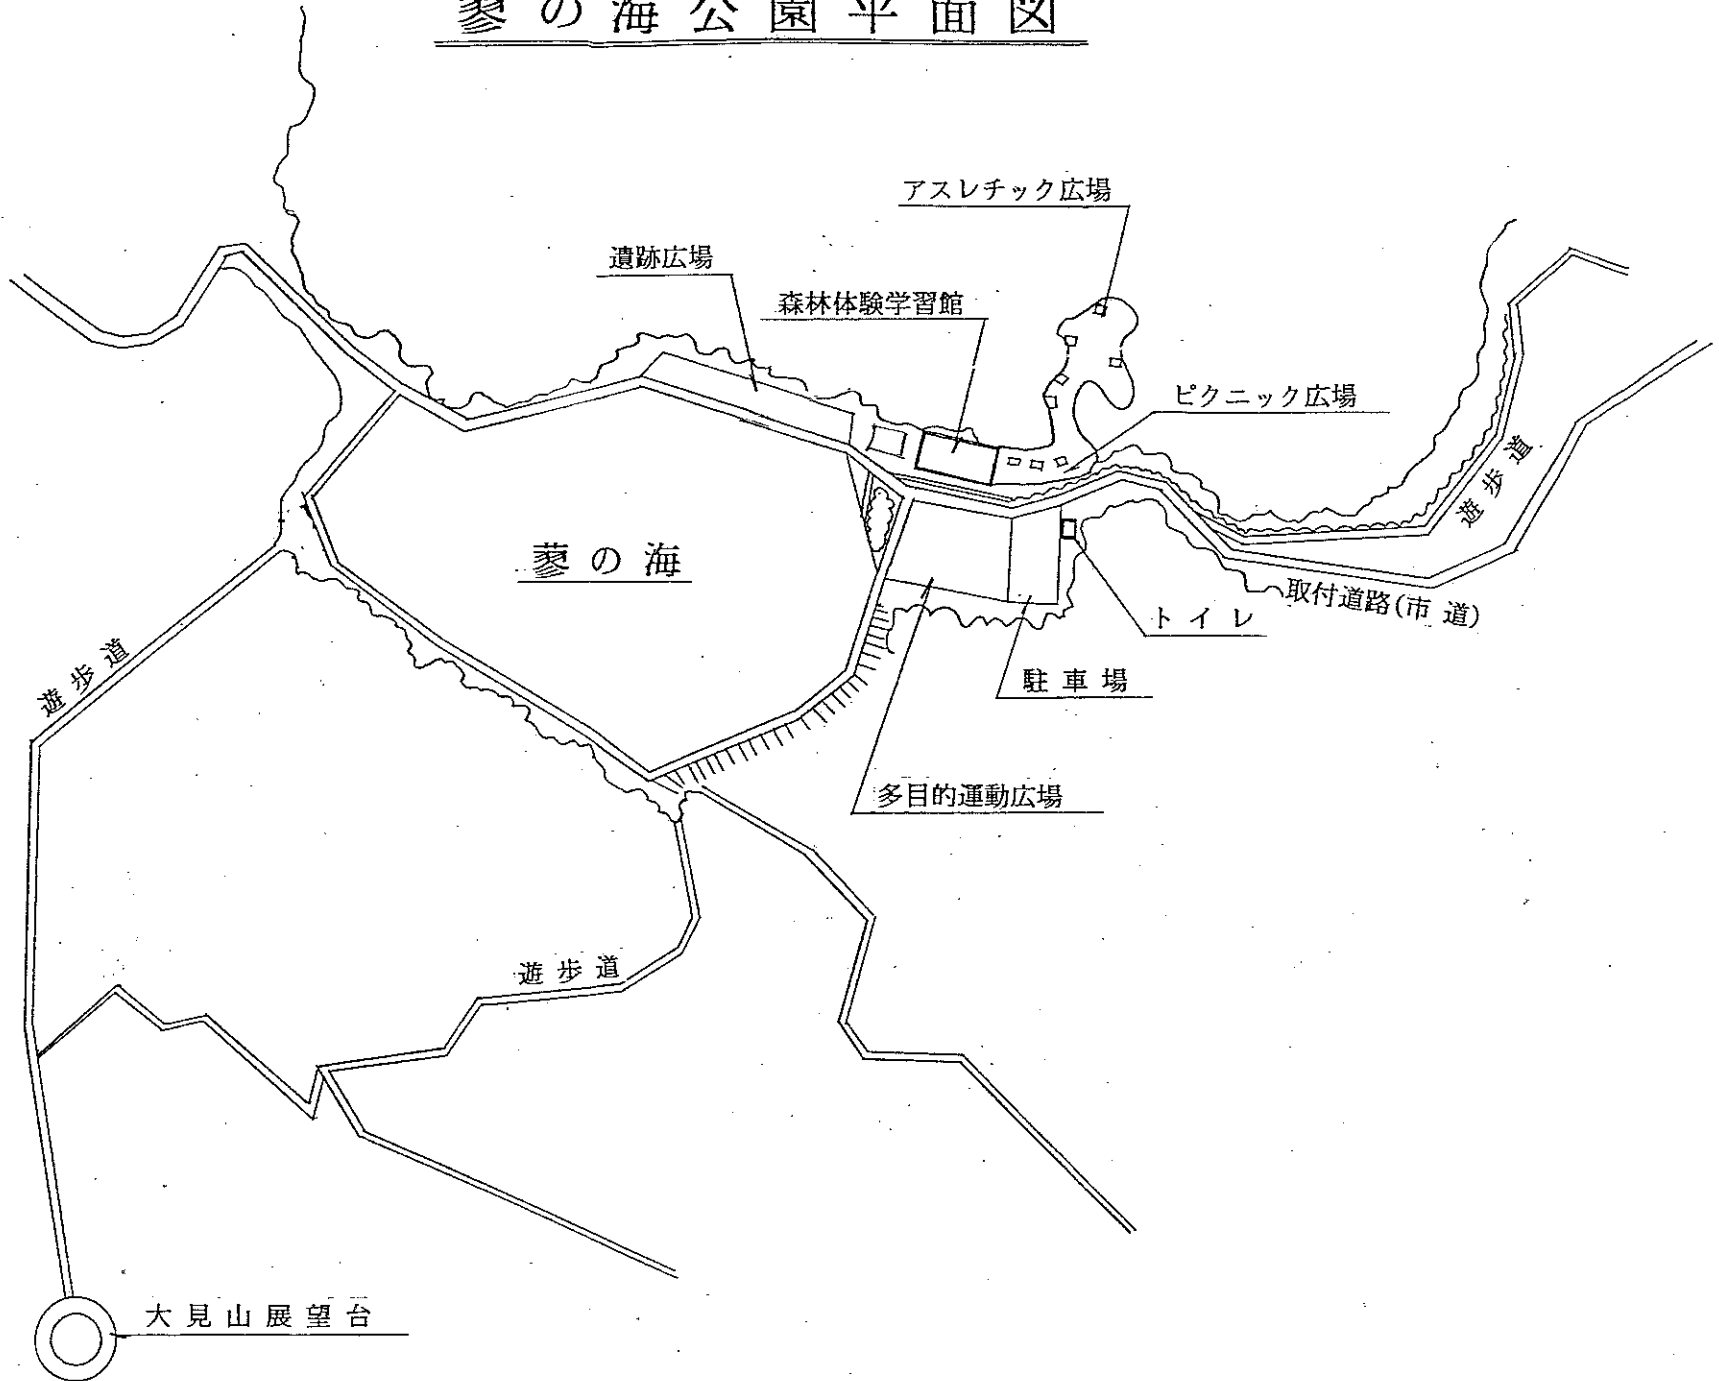 蓼の海公園平面図
アスレチック広場
遺跡広場
森林体験学習館
ピクニック広場
遊歩道
蓼の海
取付道路(市道)
トイレ
遊歩道
駐車場
多目的運動広場
遊歩道
大見山展望台